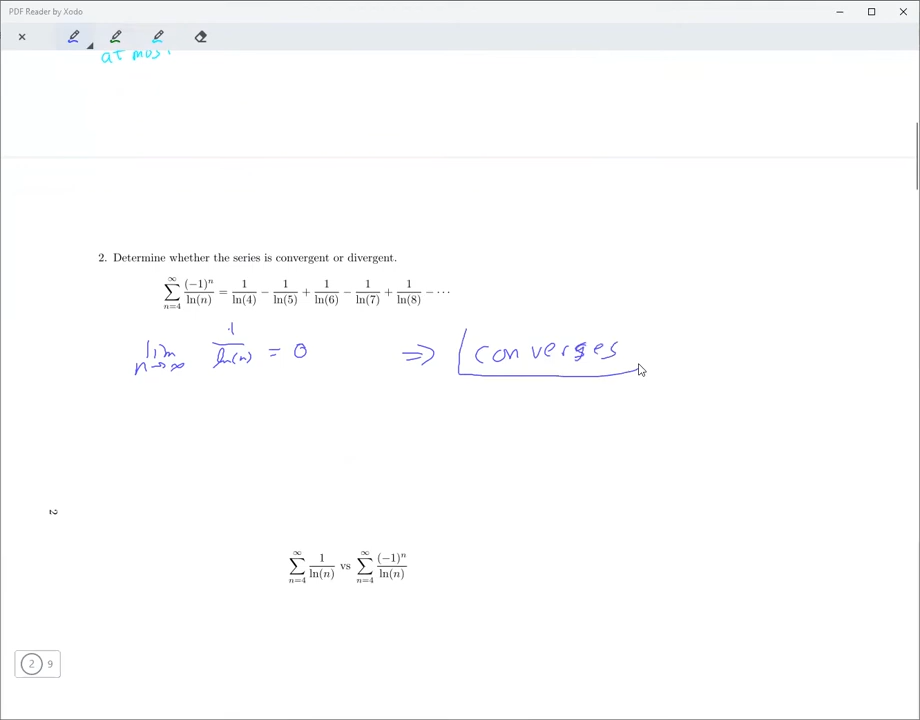 PDF Reader by Xodo
at most
2. Determine whether the series is convergent or divergent.
∞∑n=4 (-1)^n/ln(n) = 1/ln(4) − 1/ln(5) + 1/ln(6) − 1/ln(7) + 1/ln(8) − ···
lim n→∞ 1/ln(n) = 0 ⇒ converges
2
∞∑n=4 1/ln(n) vs ∞∑n=4 (-1)^n/ln(n)
2 9